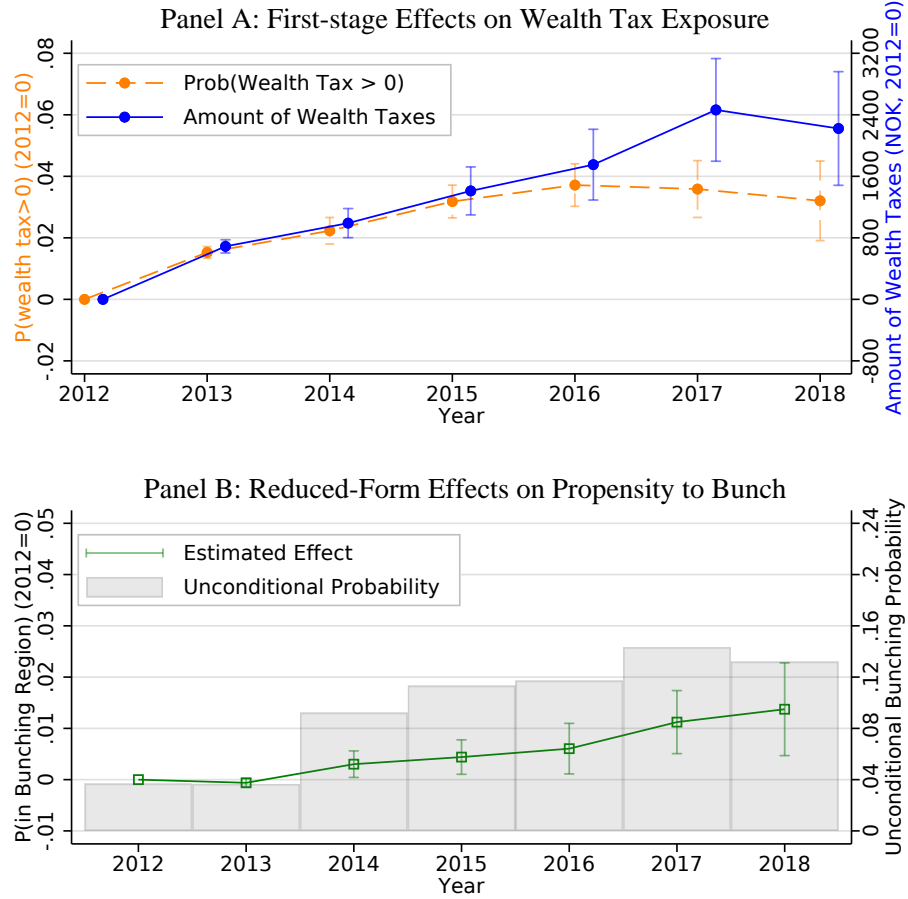 Panel A: First-stage Effects on Wealth Tax Exposure
P(wealth tax>0) (2012=0)
.08
.06
.04
.02
0
-.02
Prob(Wealth Tax > 0)
Amount of Wealth Taxes
3200
2400
1600
800
0
-800
Amount of Wealth Taxes (NOK, 2012=0)
2012 2013 2014 2015 2016 2017 2018
Year
Panel B: Reduced-Form Effects on Propensity to Bunch
P(in Bunching Region) (2012=0)
.05
.04
.03
.02
.01
0
-.01
Estimated Effect
Unconditional Probability
.24
.2
.16
.12
.08
.04
0
Unconditional Bunching Probability
2012 2013 2014 2015 2016 2017 2018
Year